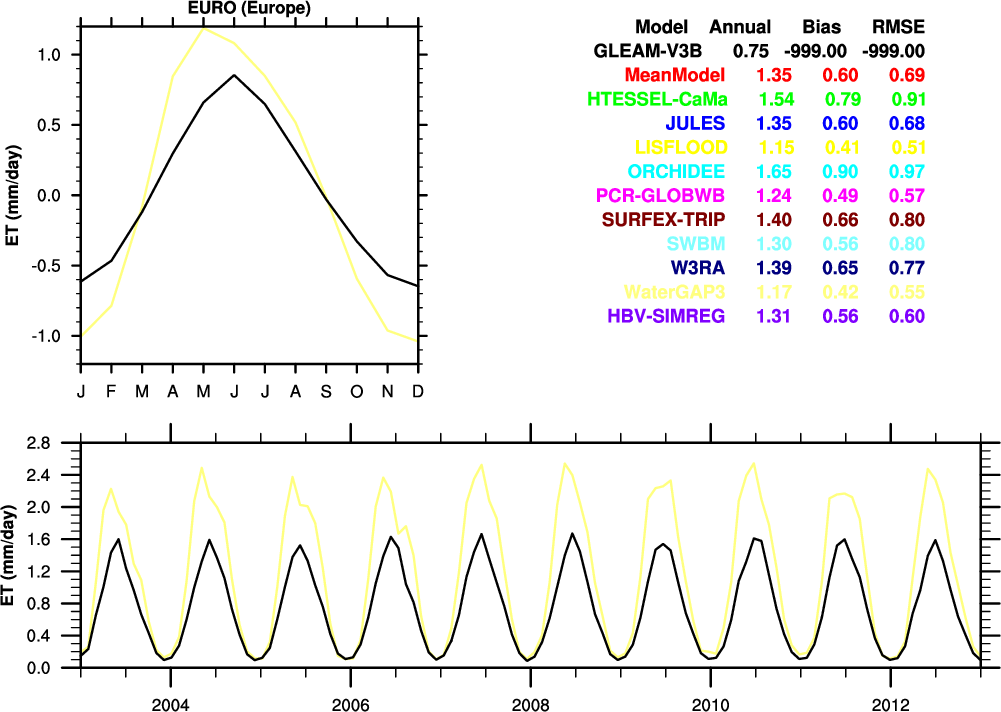 EURO (Europe)
ET (mm/day)
1.0
0.5
0.0
-0.5
-1.0
J F M A M J J A S O N D
Model Annual Bias RMSE
GLEAM-V3B 0.75 -999.00 -999.00
MeanModel 1.35 0.60 0.69
HTESSEL-CaMa 1.54 0.79 0.91
JULES 1.35 0.60 0.68
LISFLOOD 1.15 0.41 0.51
ORCHIDEE 1.65 0.90 0.97
PCR-GLOBWB 1.24 0.49 0.57
SURFEX-TRIP 1.40 0.66 0.80
SWBM 1.30 0.56 0.80
W3RA 1.39 0.65 0.77
WaterGAP3 1.17 0.42 0.55
HBV-SIMREG 1.31 0.56 0.60
ET (mm/day)
2.8
2.4
2.0
1.6
1.2
0.8
0.4
0.0
2004 2006 2008 2010 2012